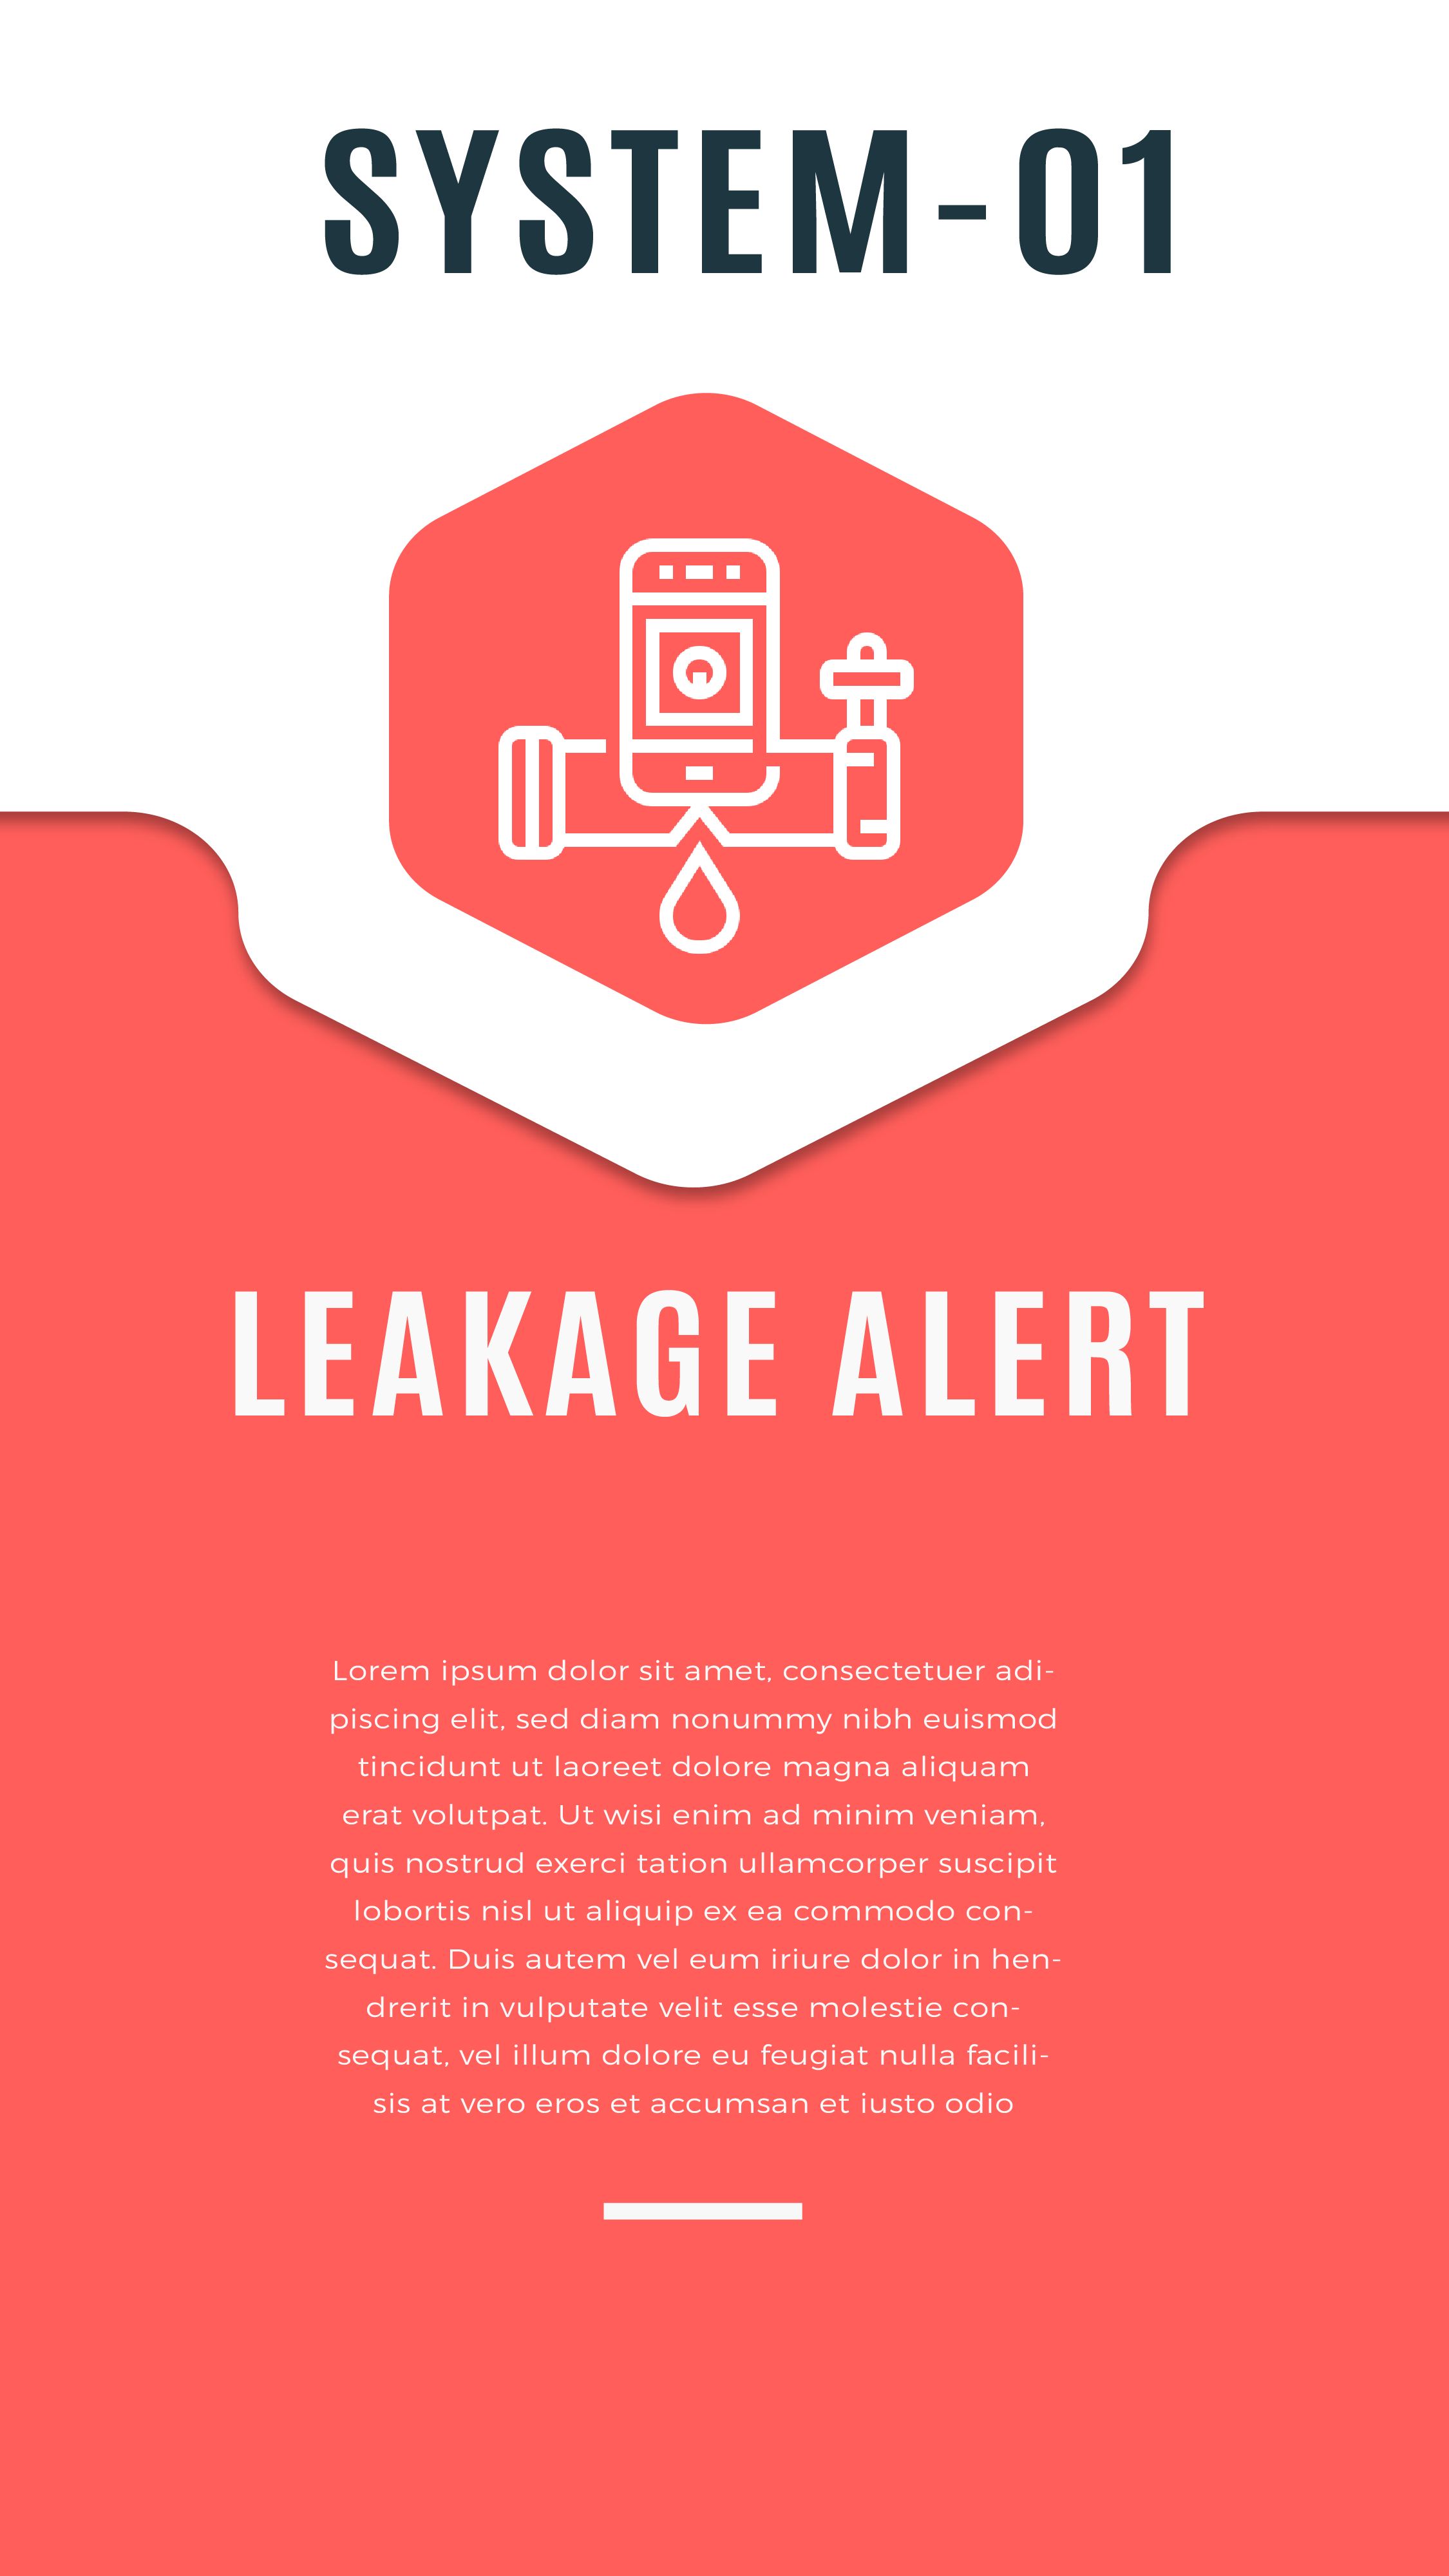 SYSTEM-01
LEAKAGE ALERT
Lorem ipsum dolor sit amet, consectetuer adi-
piscing elit, sed diam nonummy nibh euismod
tincidunt ut laoreet dolore magna aliquam
erat volutpat. Ut wisi enim ad minim veniam,
quis nostrud exerci tation ullamcorper suscipit
lobortis nisl ut aliquip ex ea commodo con-
sequat. Duis autem vel eum iriure dolor in hen-
drerit in vulputate velit esse molestie con-
sequat, vel illum dolore eu feugiat nulla facili-
sis at vero eros et accumsan et iusto odio